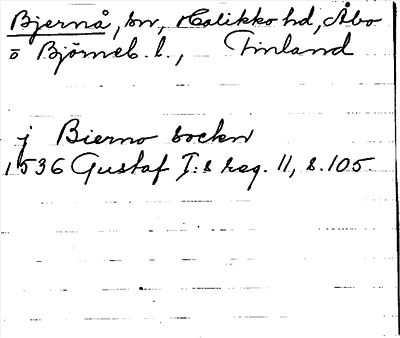 Bjernå, sn, Halikko hd, Åbo
o Björneb. l., Finland
j Bierno sockn
1536 Gustaf I:s reg. 11, s. 105.